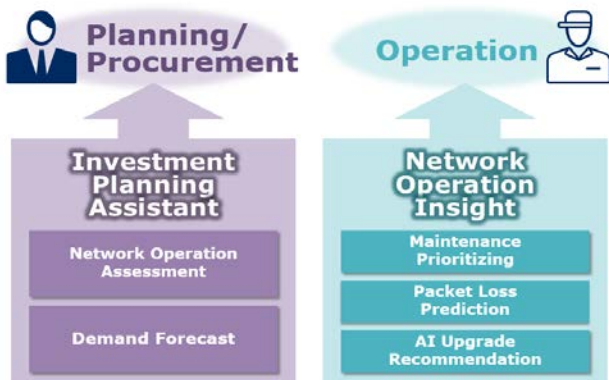 Planning/
Procurement
Operation
Investment
Planning
Assistant
Network Operation
Assessment
Demand Forecast
Network
Operation
Insight
Maintenance
Prioritizing
Packet Loss
Prediction
AI Upgrade
Recommendation